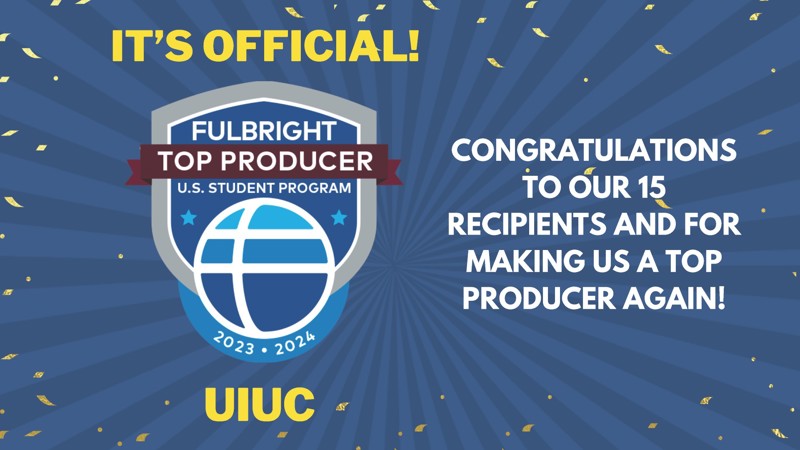 IT'S OFFICIAL!
FULBRIGHT
TOP PRODUCER
U.S. STUDENT PROGRAM
2023 • 2024
UIUC
CONGRATULATIONS
TO OUR 15
RECIPIENTS AND FOR
MAKING US A TOP
PRODUCER AGAIN!